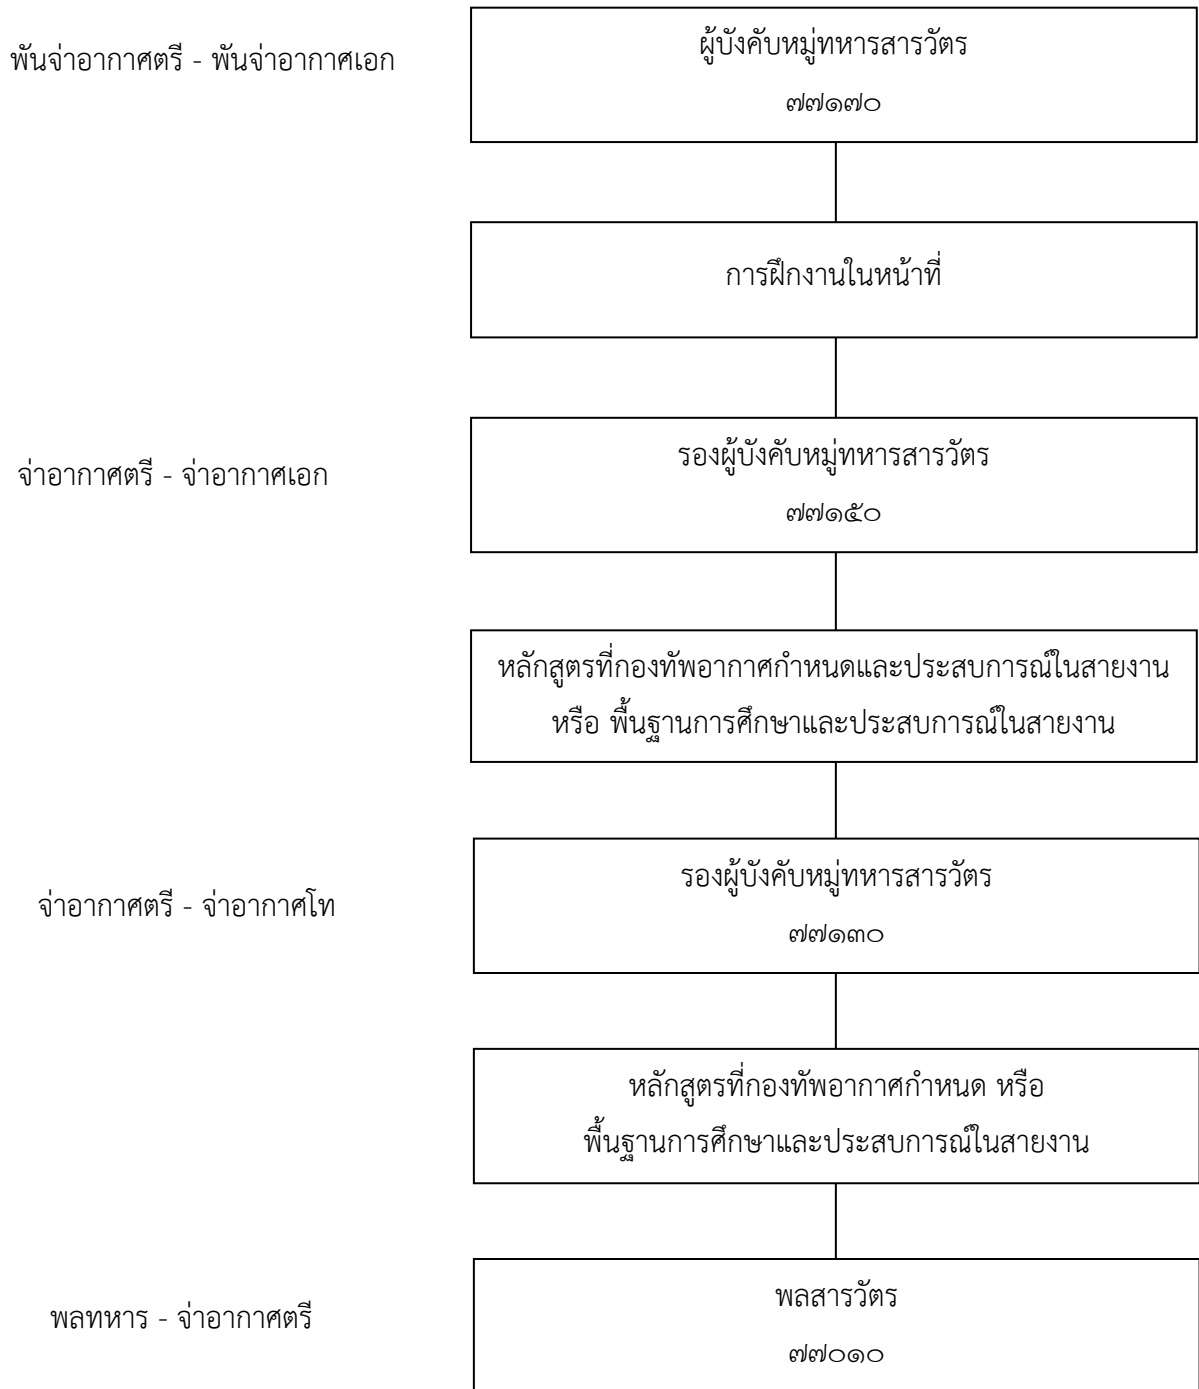 พันจ่าอากาศตรี - พันจ่าอากาศเอก
ผู้บังคับหมู่ทหารสารวัตร
๗๗๑๗๐
การฝึกงานในหน้าที่
จ่าอากาศตรี - จ่าอากาศเอก
รองผู้บังคับหมู่ทหารสารวัตร
๗๗๑๕๐
หลักสูตรที่กองทัพอากาศกำหนดและประสบการณ์ในสายงาน
หรือ พื้นฐานการศึกษาและประสบการณ์ในสายงาน
จ่าอากาศตรี - จ่าอากาศโท
รองผู้บังคับหมู่ทหารสารวัตร
๗๗๑๓๐
หลักสูตรที่กองทัพอากาศกำหนด หรือ
พื้นฐานการศึกษาและประสบการณ์ในสายงาน
พลทหาร - จ่าอากาศตรี
พลสารวัตร
๗๗๐๑๐